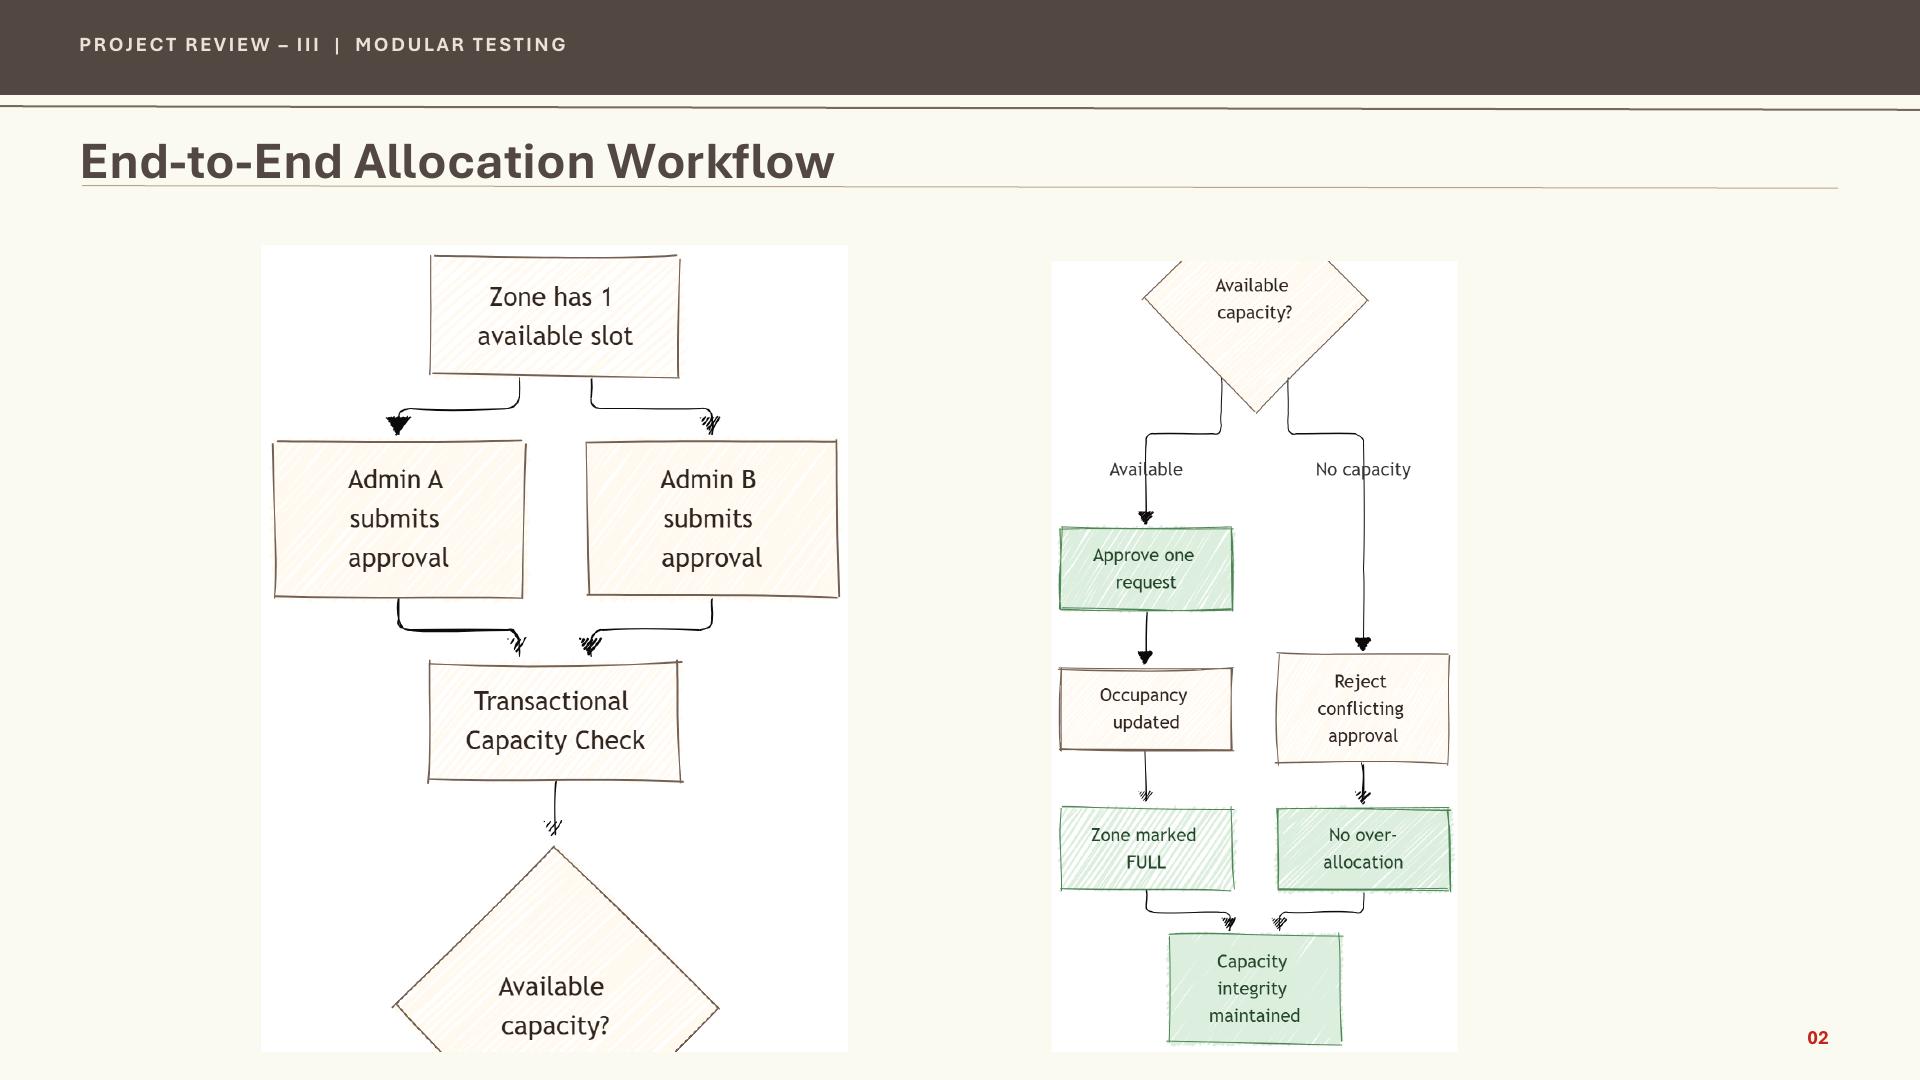 PROJECT REVIEW – III | MODULAR TESTING
End-to-End Allocation Workflow
Zone has 1
available slot
Admin A
submits
approval
Admin B
submits
approval
Transactional
Capacity Check
Available
capacity?
Available
capacity?
Available
No capacity
Approve one
request
Occupancy
updated
Reject
conflicting
approval
Zone marked
FULL
No over-
allocation
Capacity
integrity
maintained
02